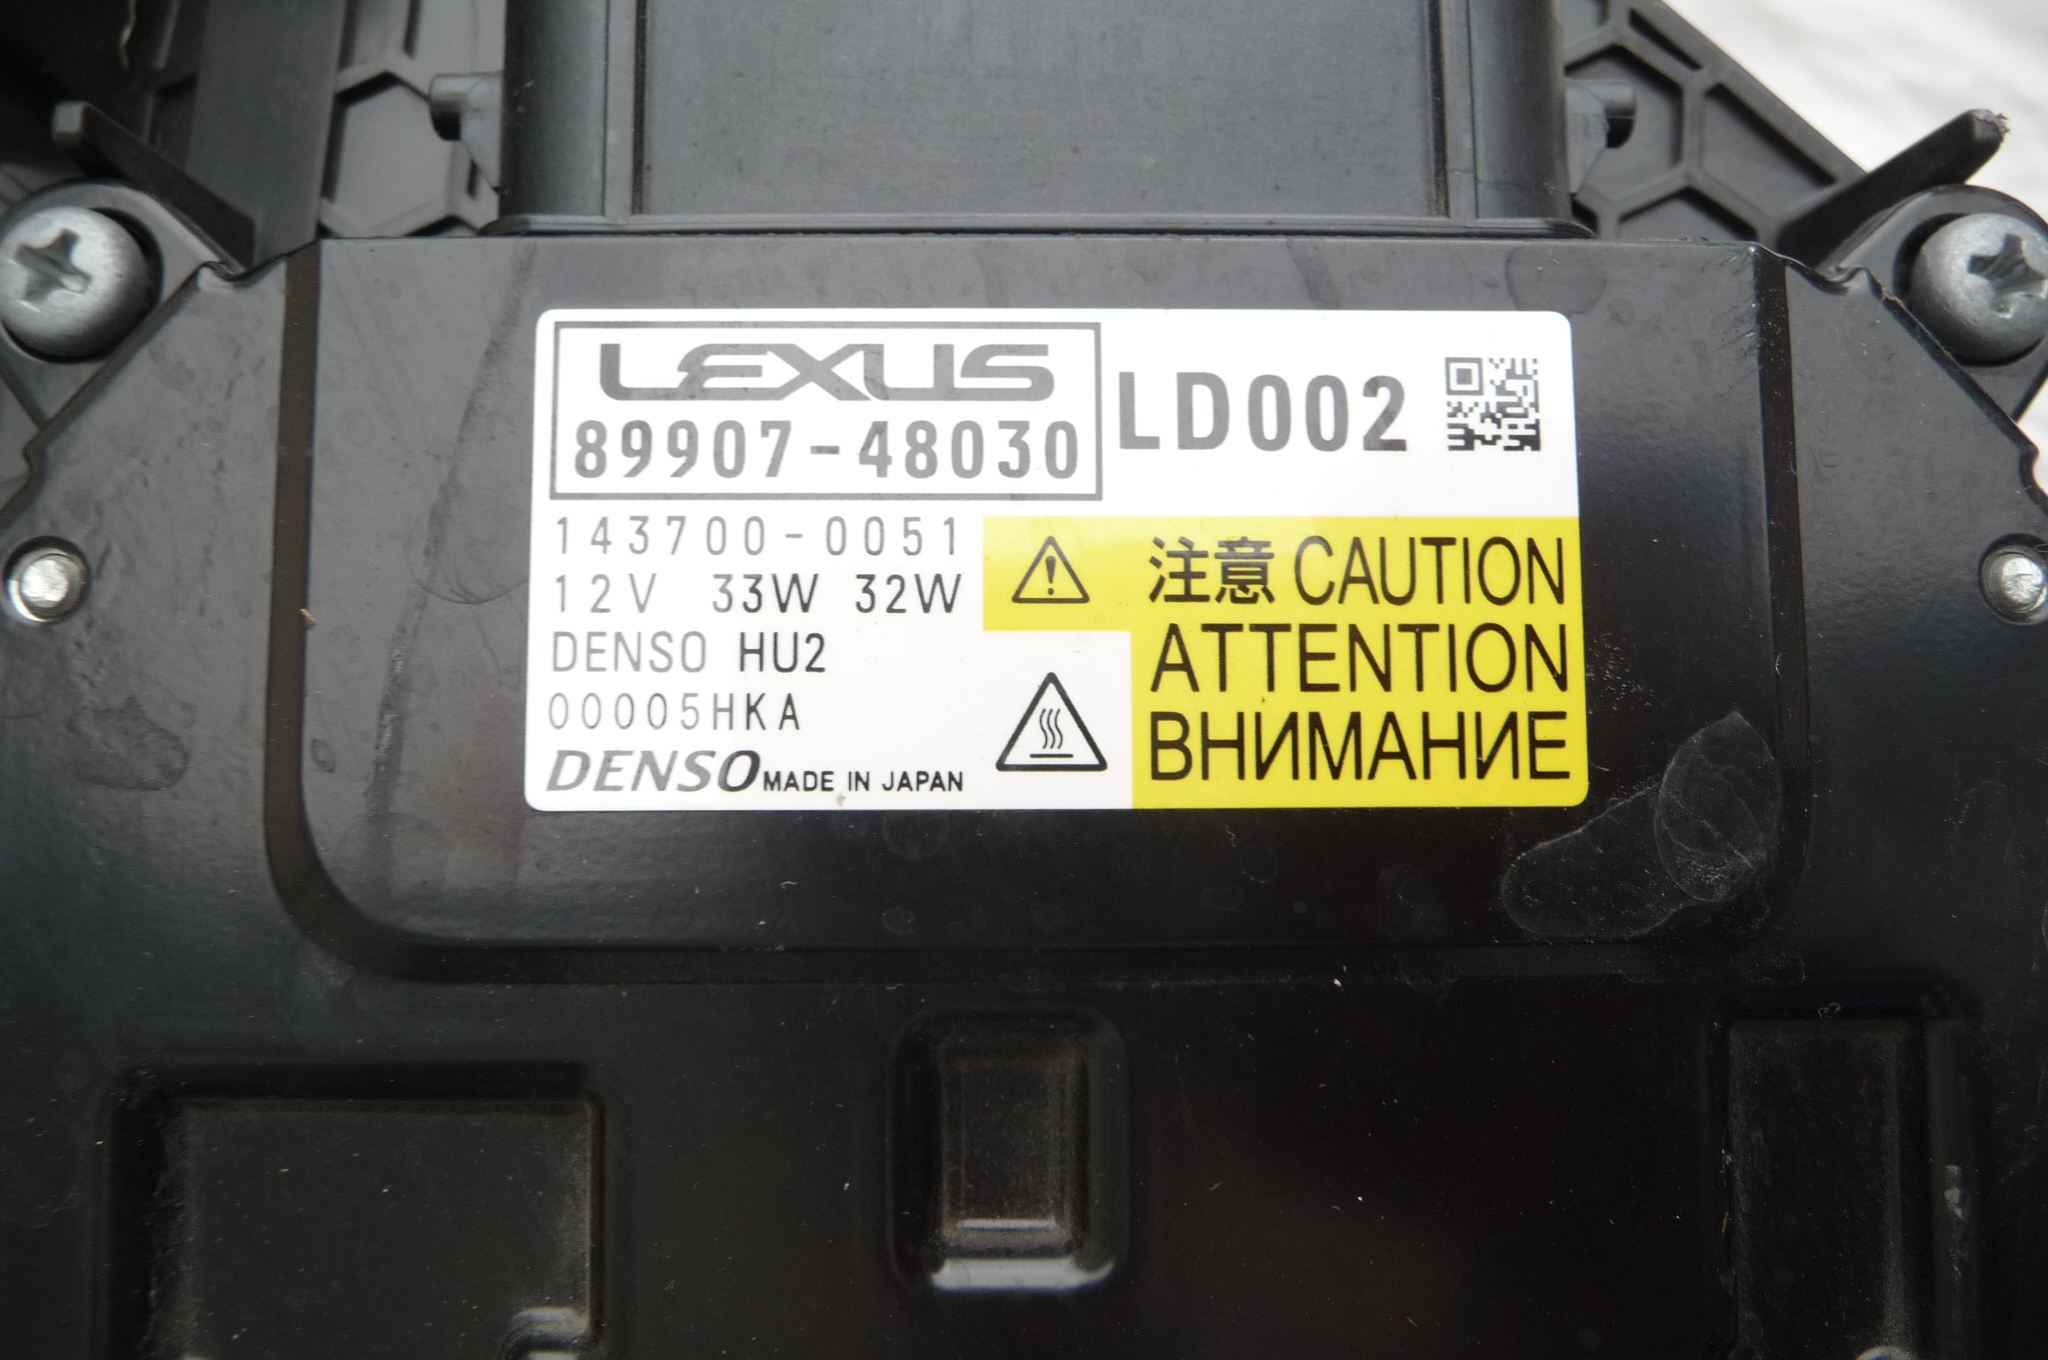 LEXUS
89907-48030
LD002
143700-0051
12V 33W 32W
DENSO HU2
00005HKA
DENSO MADE IN JAPAN
注意 CAUTION
ATTENTION
ВНИМАНИЕ